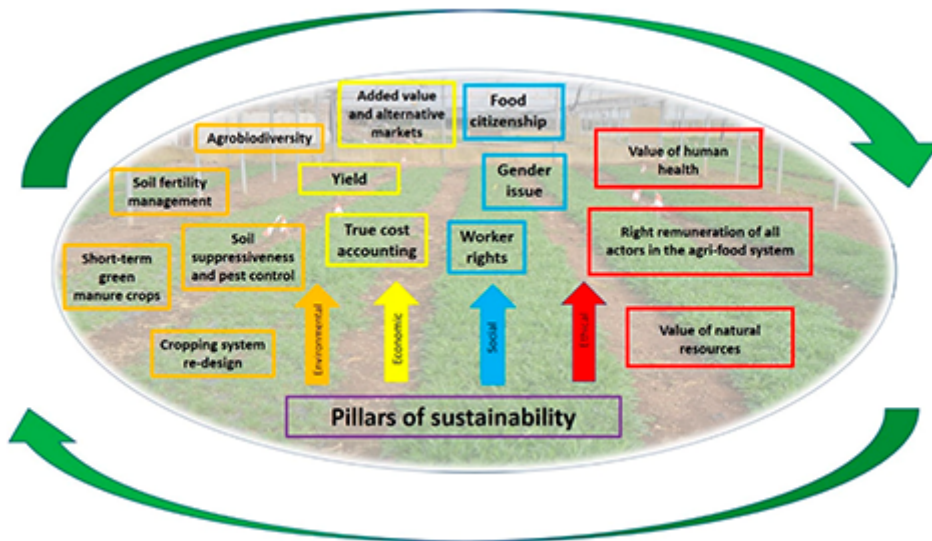 Added value
and alternative
markets
Food
citizenship
Agrobiodiversity
Value of human
health
Yield
Gender
issue
Soil fertility
management
Soil
suppressiveness
and pest control
True cost
accounting
Worker
rights
Right remuneration of all
actors in the agri-food system
Short-term
green
manure crops
Cropping system
re-design
Environmental
Economic
Social
Ethical
Value of natural
resources
Pillars of sustainability